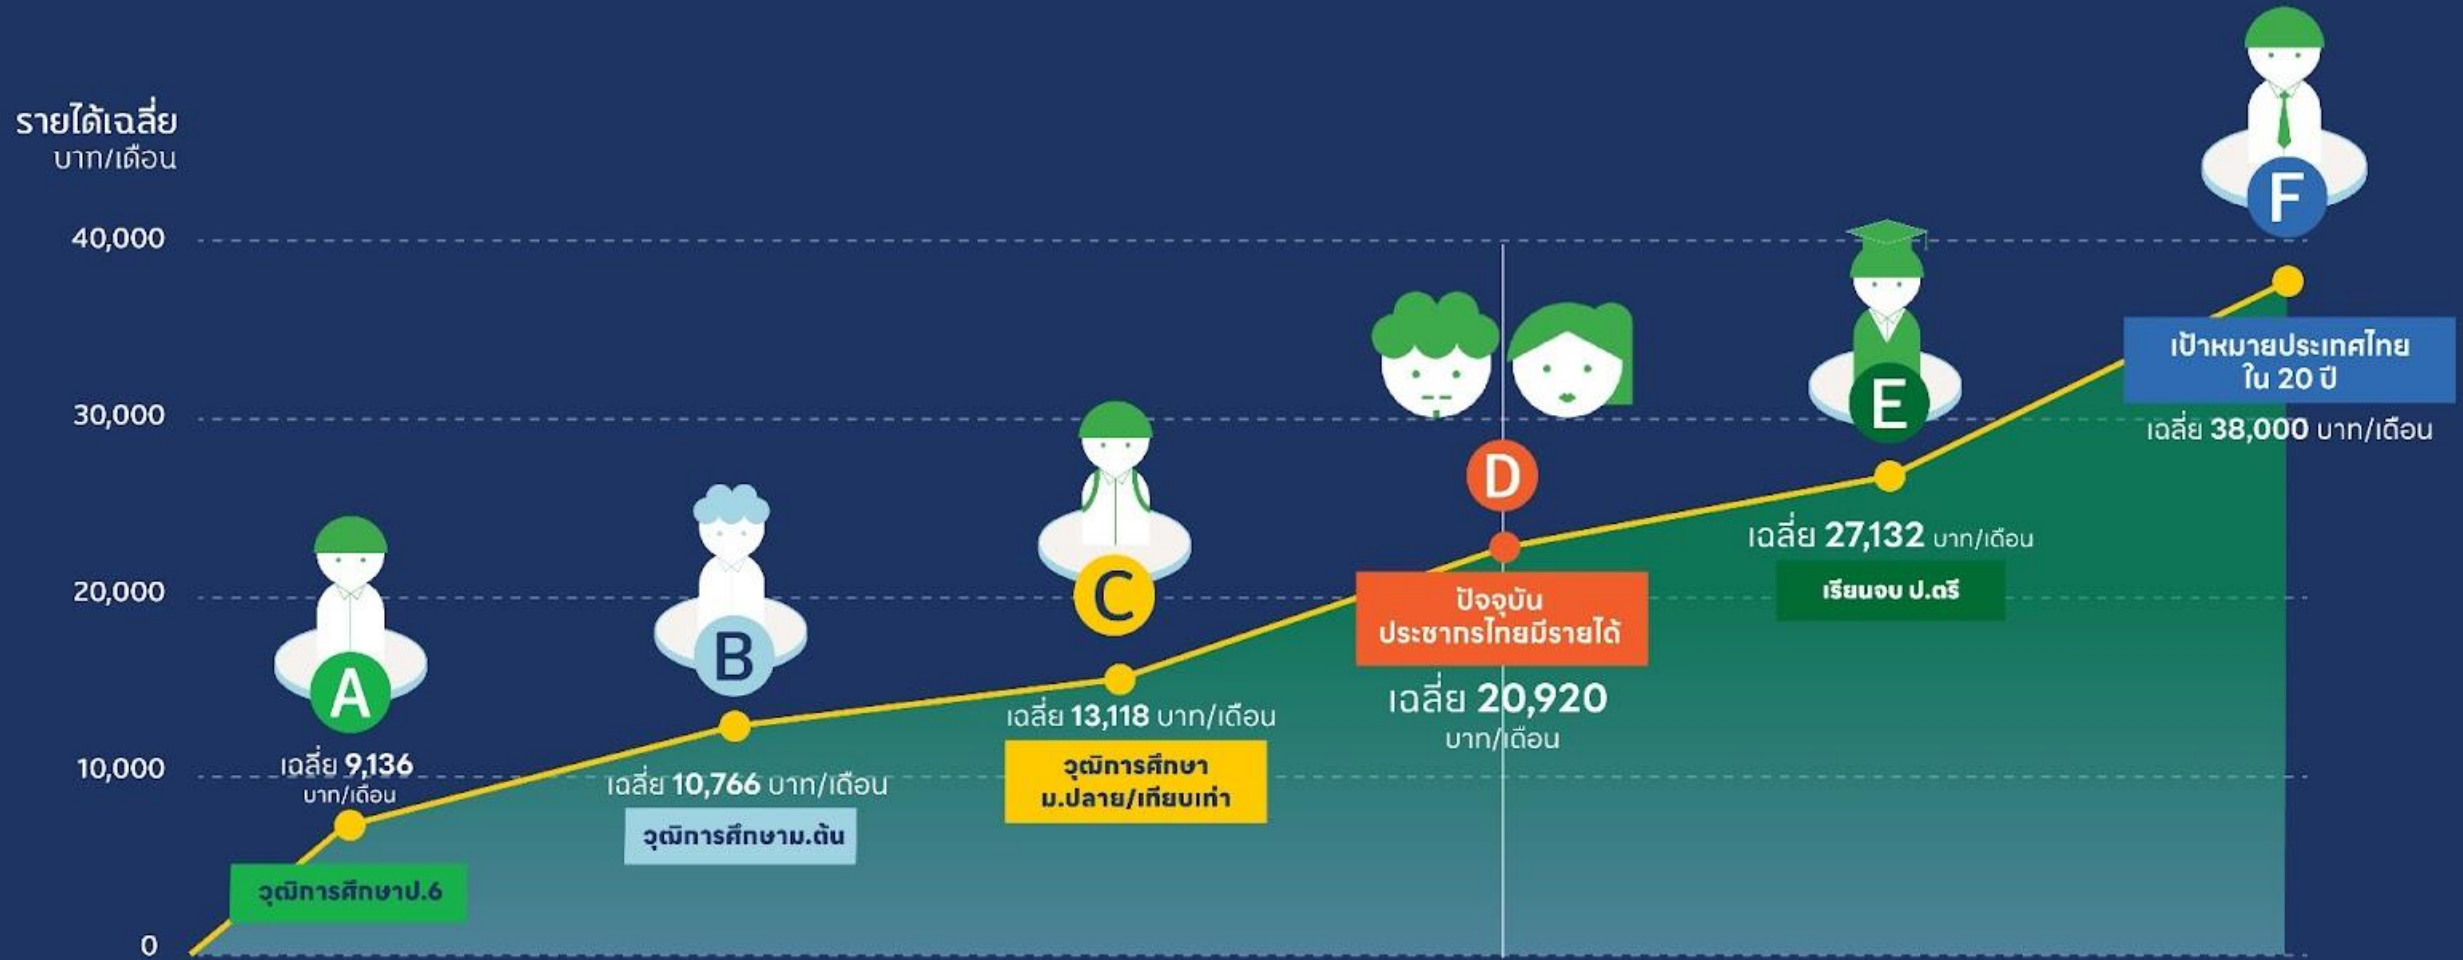 รายได้เฉลี่ย
บาท/เดือน
40,000
30,000
20,000
10,000
0
A
เฉลี่ย 9,136
บาท/เดือน
วุฒิการศึกษาป.6
B
เฉลี่ย 10,766 บาท/เดือน
วุฒิการศึกษาม.ต้น
C
เฉลี่ย 13,118 บาท/เดือน
วุฒิการศึกษา
ม.ปลาย/เทียบเท่า
D
ปัจจุบัน
ประชากรไทยมีรายได้
เฉลี่ย 20,920
บาท/เดือน
E
เฉลี่ย 27,132 บาท/เดือน
เรียนจบ ป.ตรี
F
เป้าหมายประเทศไทย
ใน 20 ปี
เฉลี่ย 38,000 บาท/เดือน